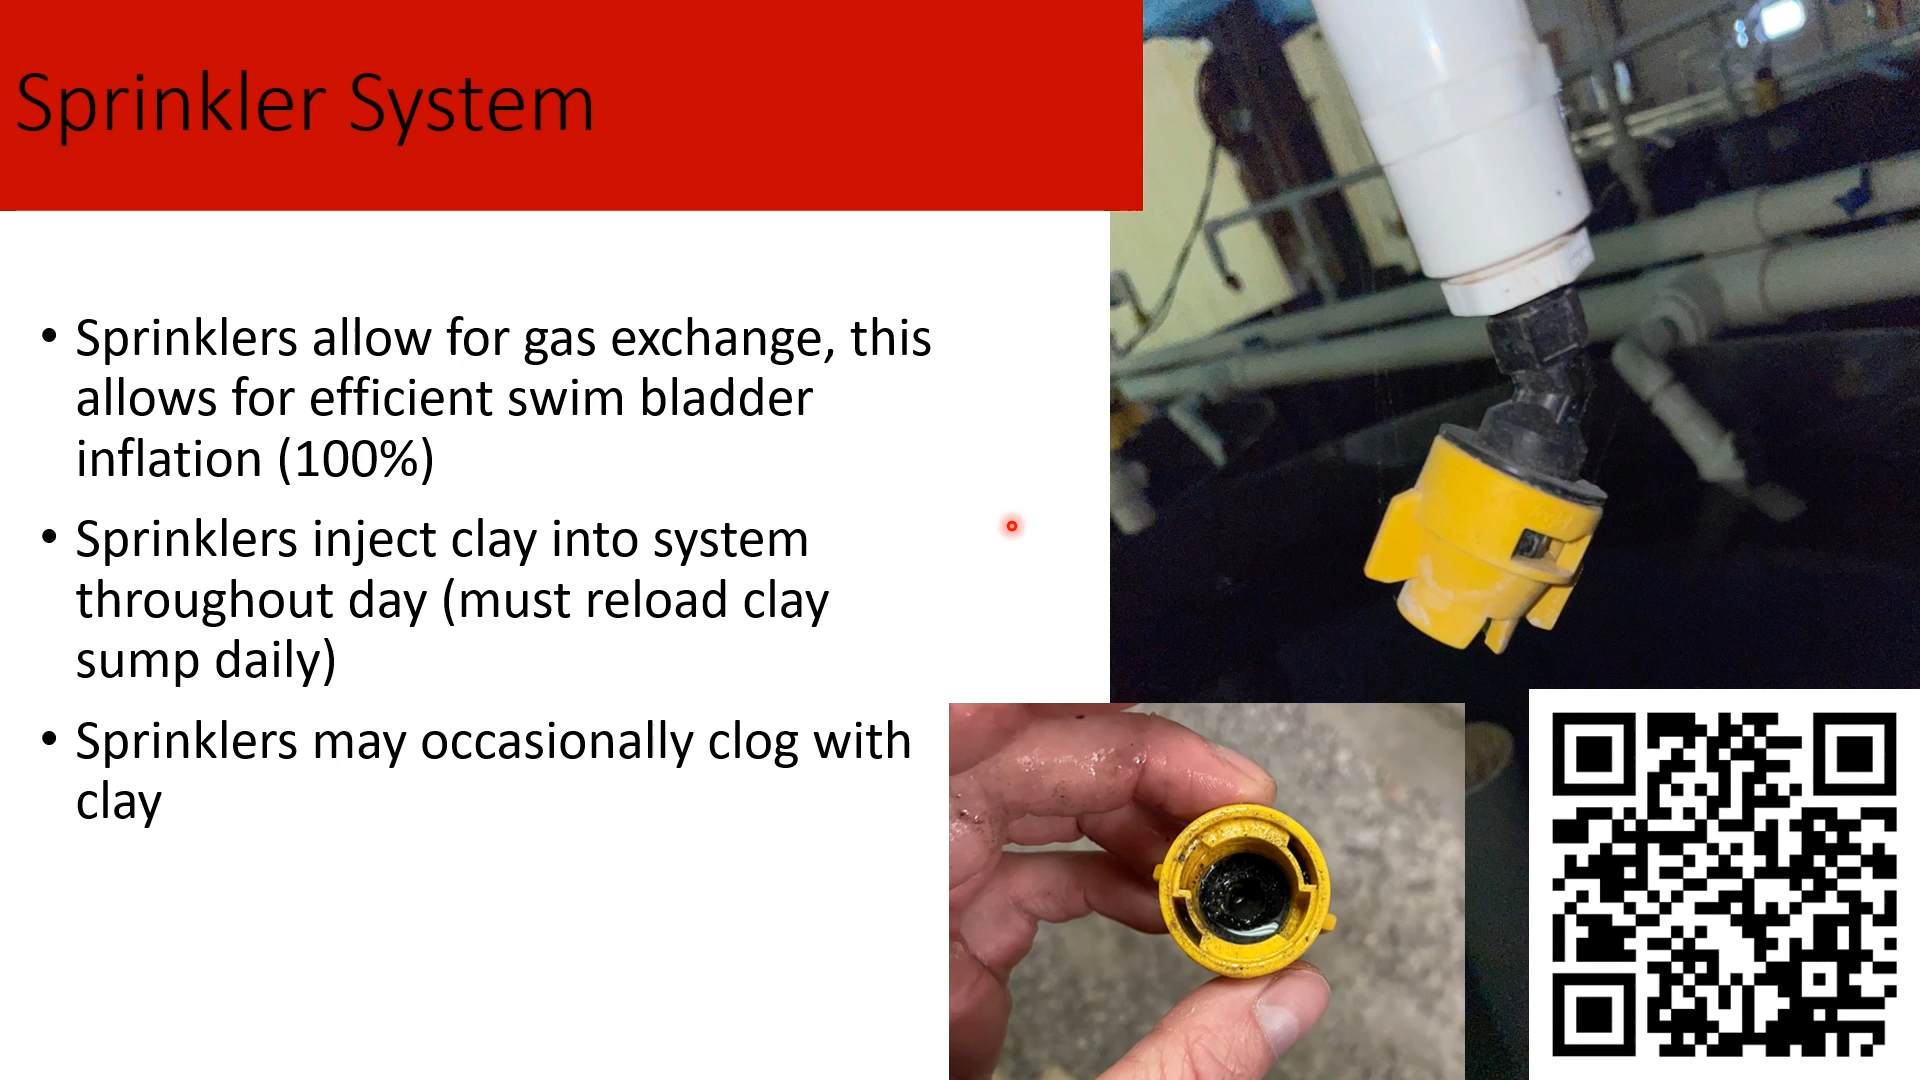 Sprinkler System
• Sprinklers allow for gas exchange, this
allows for efficient swim bladder
inflation (100%)
• Sprinklers inject clay into system
throughout day (must reload clay
sump daily)
• Sprinklers may occasionally clog with
clay